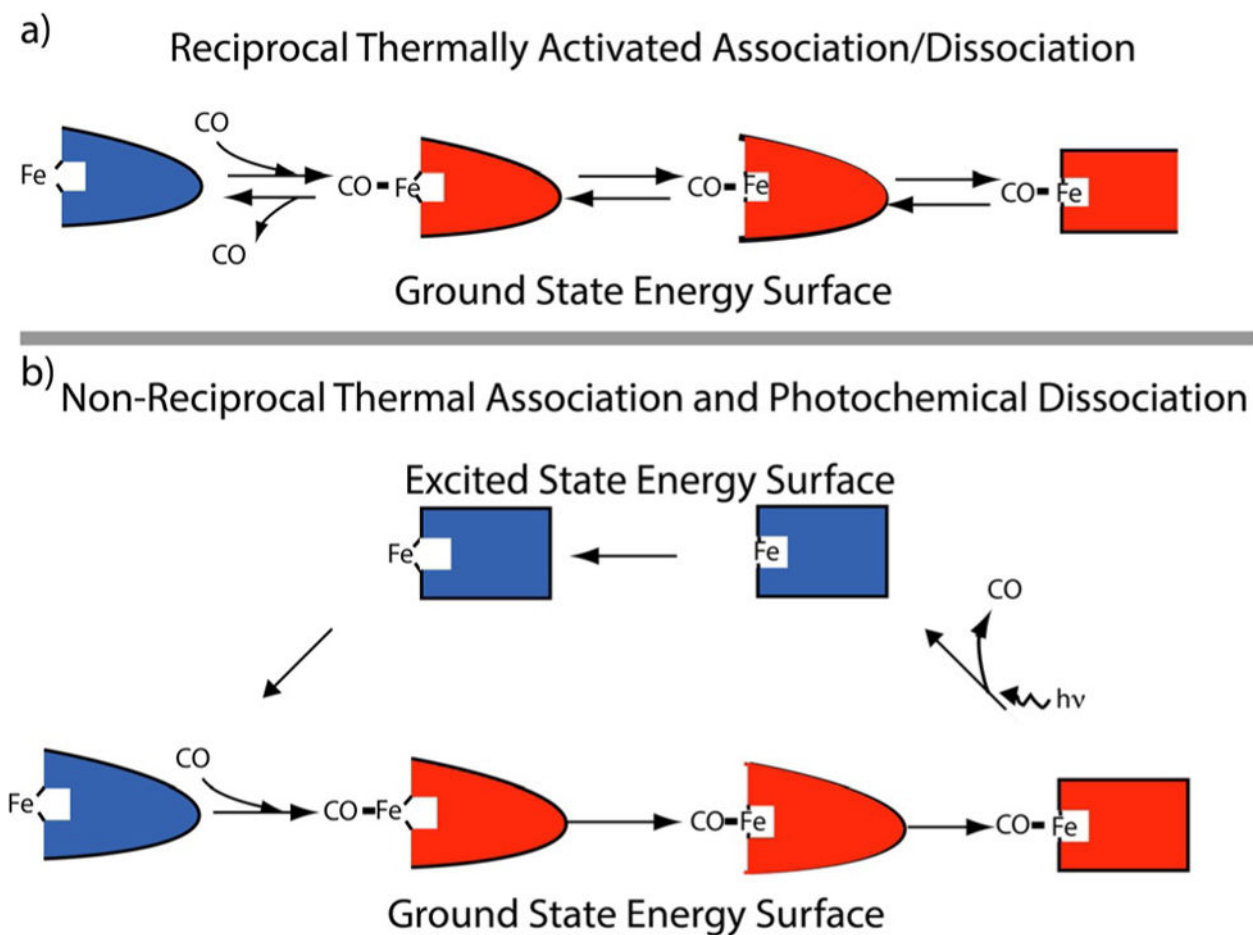 a)
Reciprocal Thermally Activated Association/Dissociation
CO
Fe
CO-Fe
CO-Fe
CO-Fe
CO
Ground State Energy Surface
b)
Non-Reciprocal Thermal Association and Photochemical Dissociation
Excited State Energy Surface
Fe
Fe
CO
hν
CO
Fe
CO-Fe
CO-Fe
CO-Fe
Ground State Energy Surface